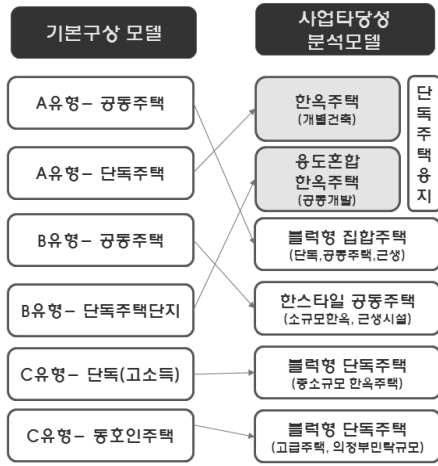 기본구상 모델
A유형- 공동주택
A유형- 단독주택
B유형- 공동주택
B유형- 단독주택단지
C유형- 단독(고소득)
C유형- 동호인주택
사업타당성
분석모델
한옥주택
(개별건축)
용도혼합
한옥주택
(공동개발)
단독주택용지
블럭형 집합주택
(단독,공동주택,근생)
한스타일 공동주택
(소규모한옥, 근생시설)
블럭형 단독주택
(중소규모 한옥주택)
블럭형 단독주택
(고급주택, 의정부민락규모)